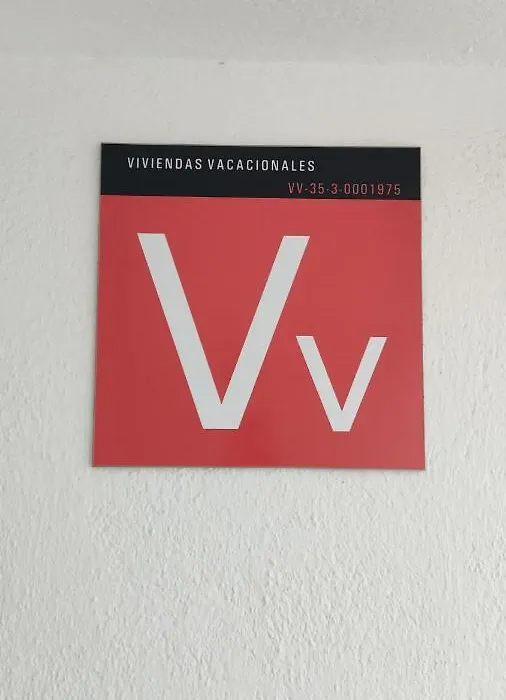 VIVIENDAS VACACIONALES
VV-35-3-0001975
Vv